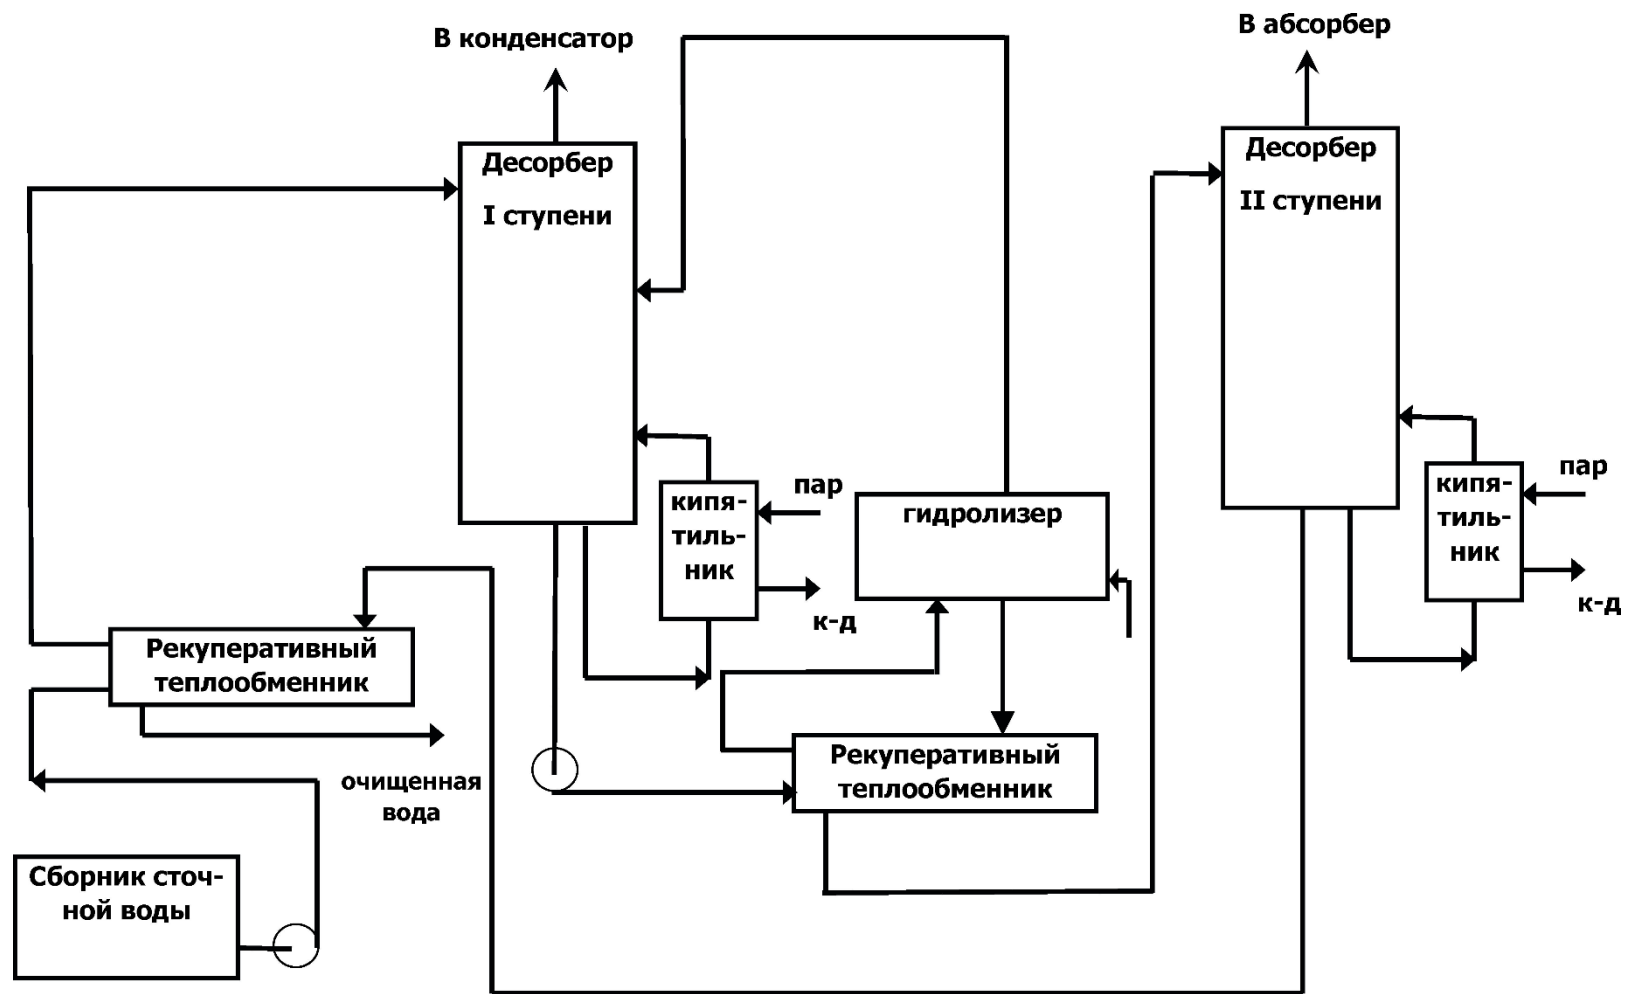 В конденсатор
В абсорбер
Десорбер
I ступени
Десорбер
II ступени
кипя-
тиль-
ник
пар
к-д
гидролизер
кипя-
тиль-
ник
пар
к-д
Рекуперативный
теплообменник
очищенная
вода
Рекуперативный
теплообменник
Сборник сточ-
ной воды